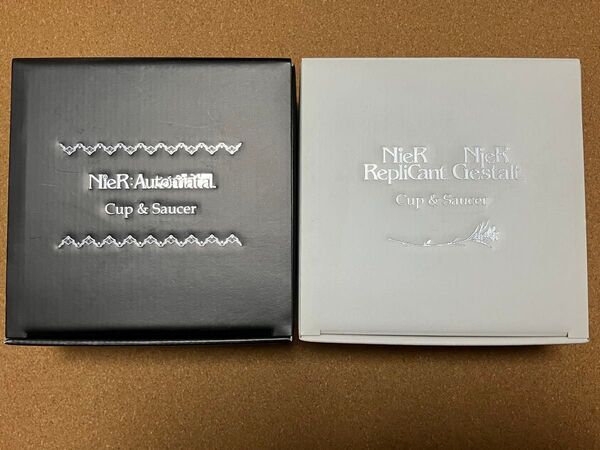 NieR:Automata
Cup & Saucer
NieR NieR
RepliCant Gestalt
Cup & Saucer